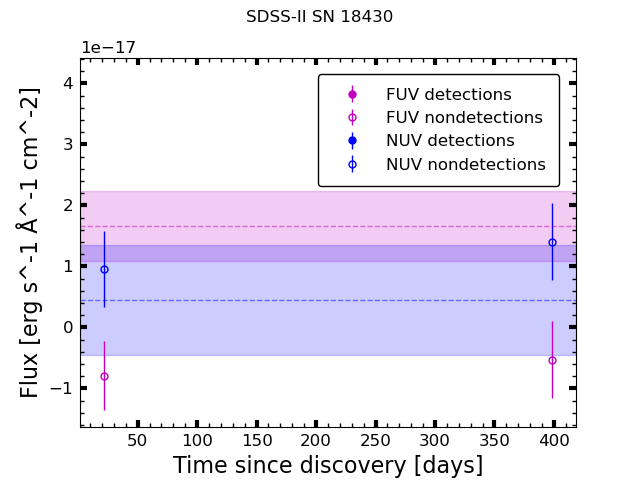 SDSS-II SN 18430
1e−17
FUV detections
FUV nondetections
NUV detections
NUV nondetections
4
3
2
1
0
−1
Flux [erg s^-1 Å^-1 cm^-2]
50 100 150 200 250 300 350 400
Time since discovery [days]